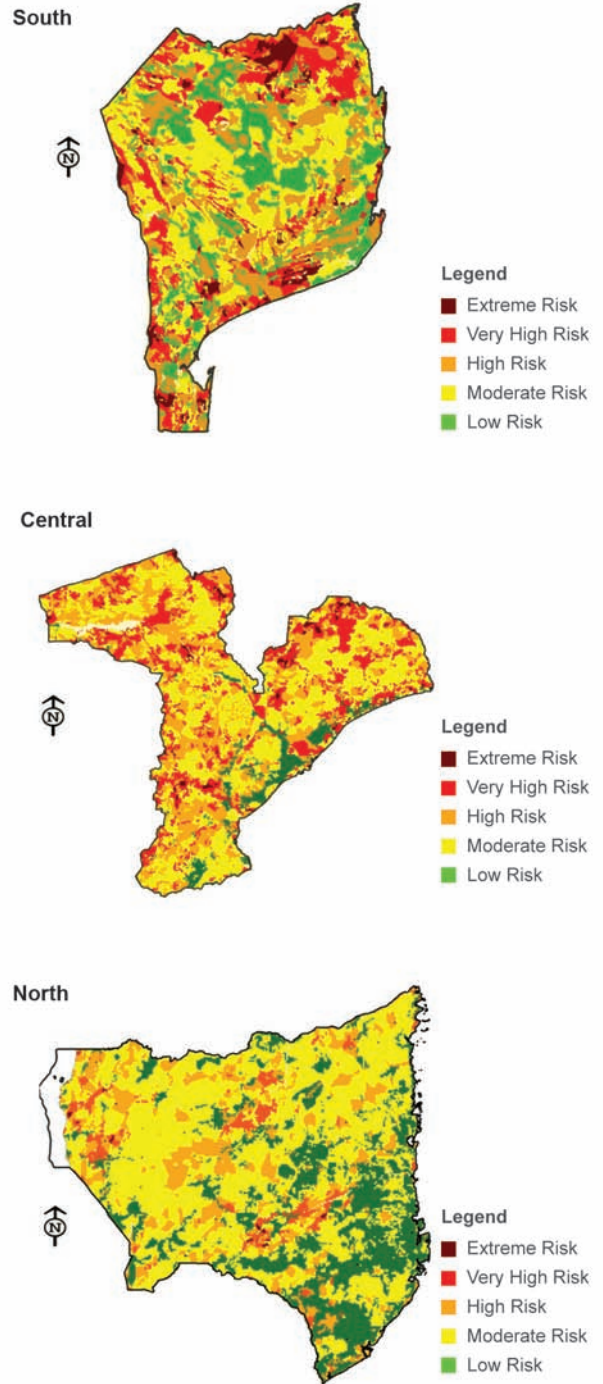 South
N
Legend
Extreme Risk
Very High Risk
High Risk
Moderate Risk
Low Risk
Central
N
Legend
Extreme Risk
Very High Risk
High Risk
Moderate Risk
Low Risk
North
N
Legend
Extreme Risk
Very High Risk
High Risk
Moderate Risk
Low Risk